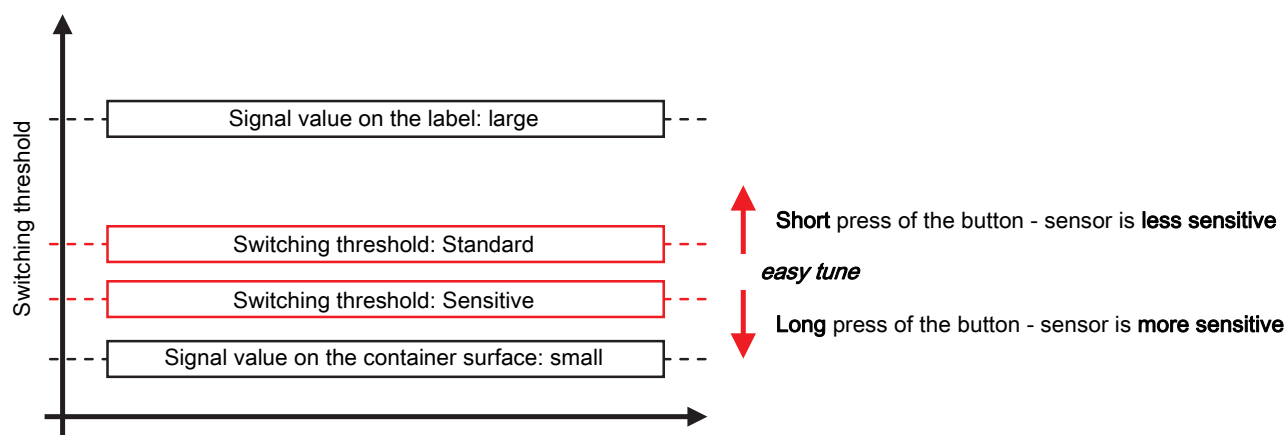 Switching threshold
Signal value on the label: large
Switching threshold: Standard
Switching threshold: Sensitive
Signal value on the container surface: small
Short press of the button - sensor is less sensitive
easy tune
Long press of the button - sensor is more sensitive